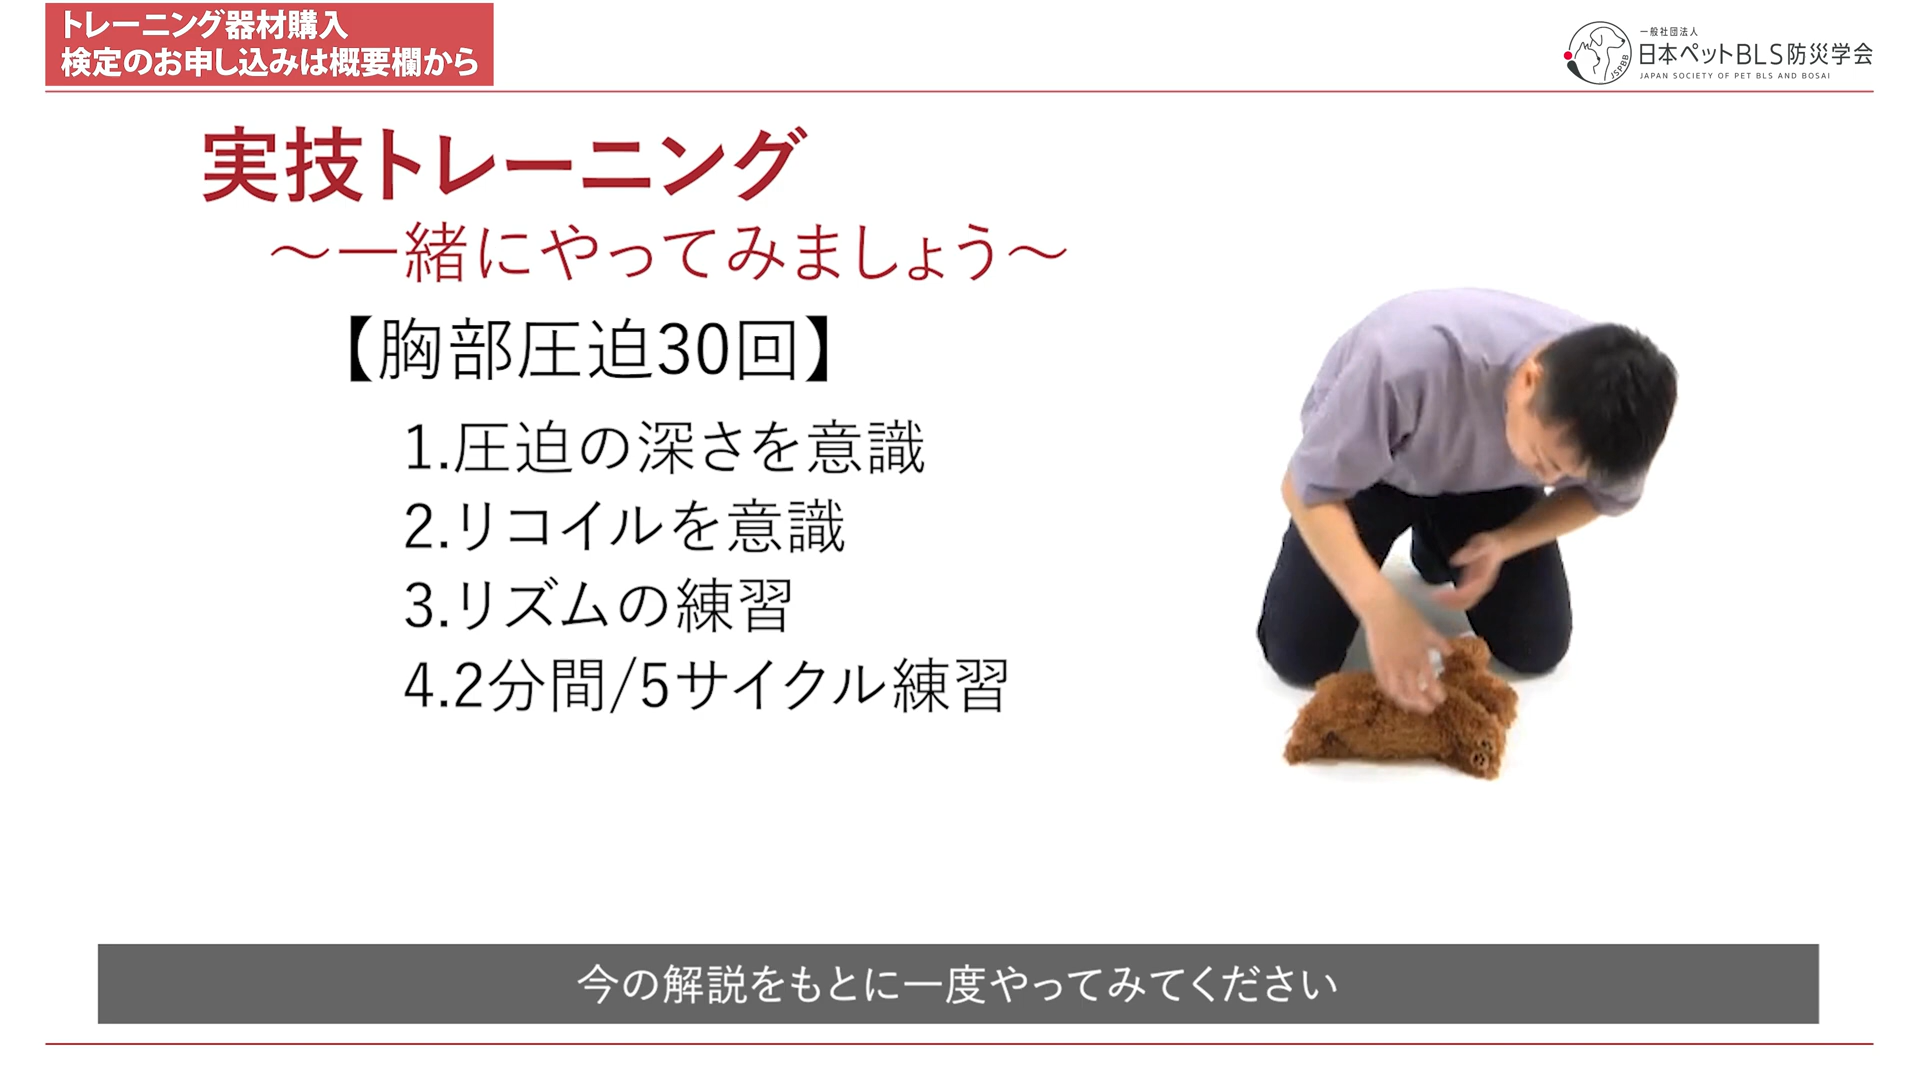 トレーニング器材購入
検定のお申し込みは概要欄から
一般社団法人
日本ペットBLS防災学会
JAPAN SOCIETY OF PET BLS AND BOSAI
JSPBB
実技トレーニング
～一緒にやってみましょう～
【胸部圧迫30回】
1.圧迫の深さを意識
2.リコイルを意識
3.リズムの練習
4.2分間/5サイクル練習
今の解説をもとに一度やってみてください